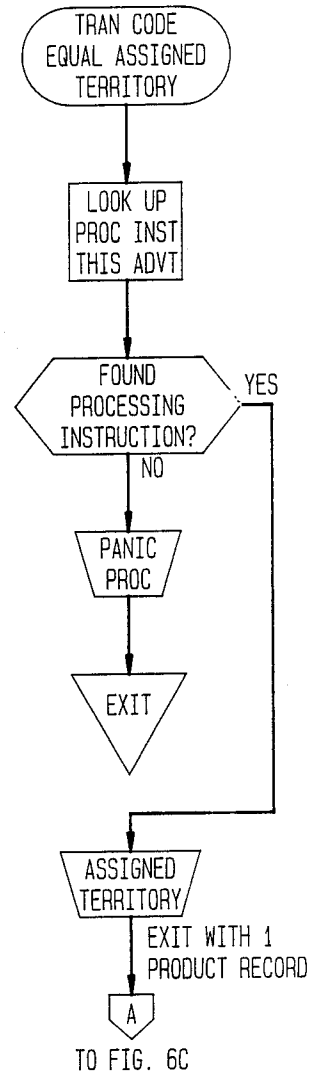 TRAN CODE
EQUAL ASSIGNED
TERRITORY
LOOK UP
PROC INST
THIS ADVT
FOUND
PROCESSING
INSTRUCTION?
YES
NO
PANIC
PROC
EXIT
ASSIGNED
TERRITORY
EXIT WITH 1
PRODUCT RECORD
A
TO FIG. 6C